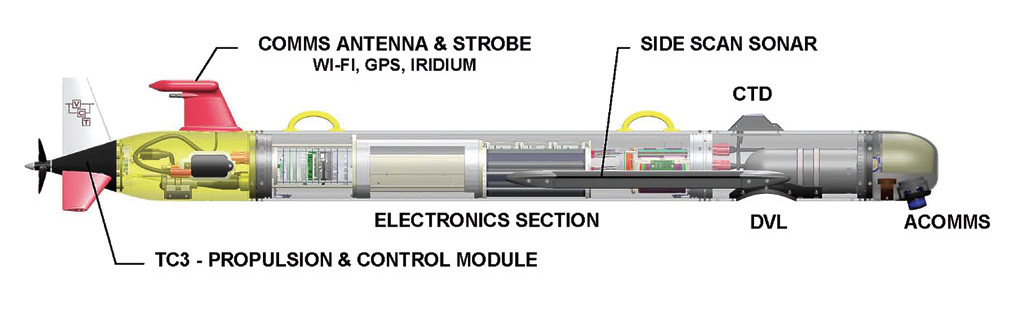 COMMS ANTENNA & STROBE
WI-FI, GPS, IRIDIUM
SIDE SCAN SONAR
CTD
V
C
T
ELECTRONICS SECTION
DVL
ACOMMS
TC3 - PROPULSION & CONTROL MODULE